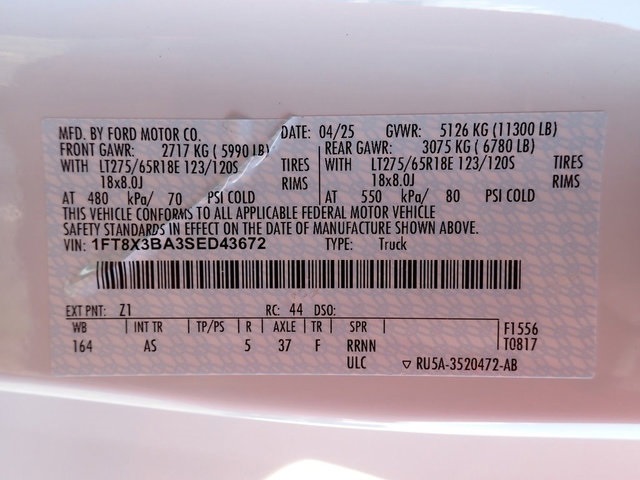 MFD. BY FORD MOTOR CO. DATE: 04/25 GVWR: 5126 KG (11300 LB)
FRONT GAWR: 2717 KG ( 5990 LB) REAR GAWR: 3075 KG ( 6780 LB)
WITH LT275/65R18E 123/120S TIRES WITH LT275/65R18E 123/120S TIRES
18x8.0J RIMS 18x8.0J RIMS
AT 480 kPa/ 70 PSI COLD AT 550 kPa/ 80 PSI COLD
THIS VEHICLE CONFORMS TO ALL APPLICABLE FEDERAL MOTOR VEHICLE
SAFETY STANDARDS IN EFFECT ON THE DATE OF MANUFACTURE SHOWN ABOVE.
VIN: 1FT8X3BA3SED43672 TYPE: Truck
EXT PNT: Z1 RC: 44 DSO:
WB INT TR TP/PS R AXLE TR SPR F1556
164 AS 5 37 F RRNN T0817
ULC ▽ RU5A-3520472-AB